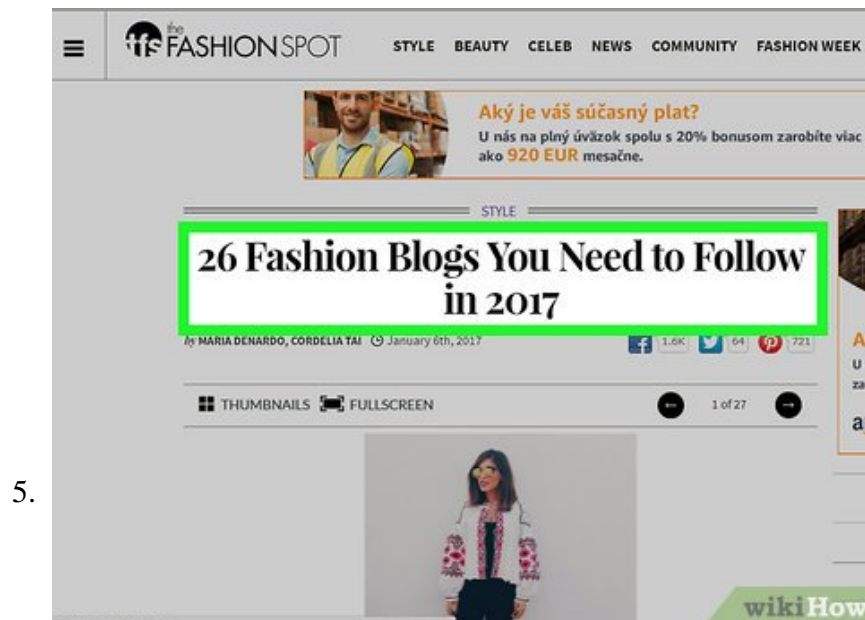 the
tfs FASHIONSPOT
STYLE BEAUTY CELEB NEWS COMMUNITY FASHION WEEK
Aký je váš súčasný plat?
U nás na plný úväzok spolu s 20% bonusom zarobíte viac
ako 920 EUR mesačne.
STYLE
26 Fashion Blogs You Need to Follow
in 2017
by MARIA DENARDO, CORDELIA TAI January 6th, 2017
1.6K 64 721
A
U
za
a
THUMBNAILS FULLSCREEN
1 of 27
5.
wikiHow